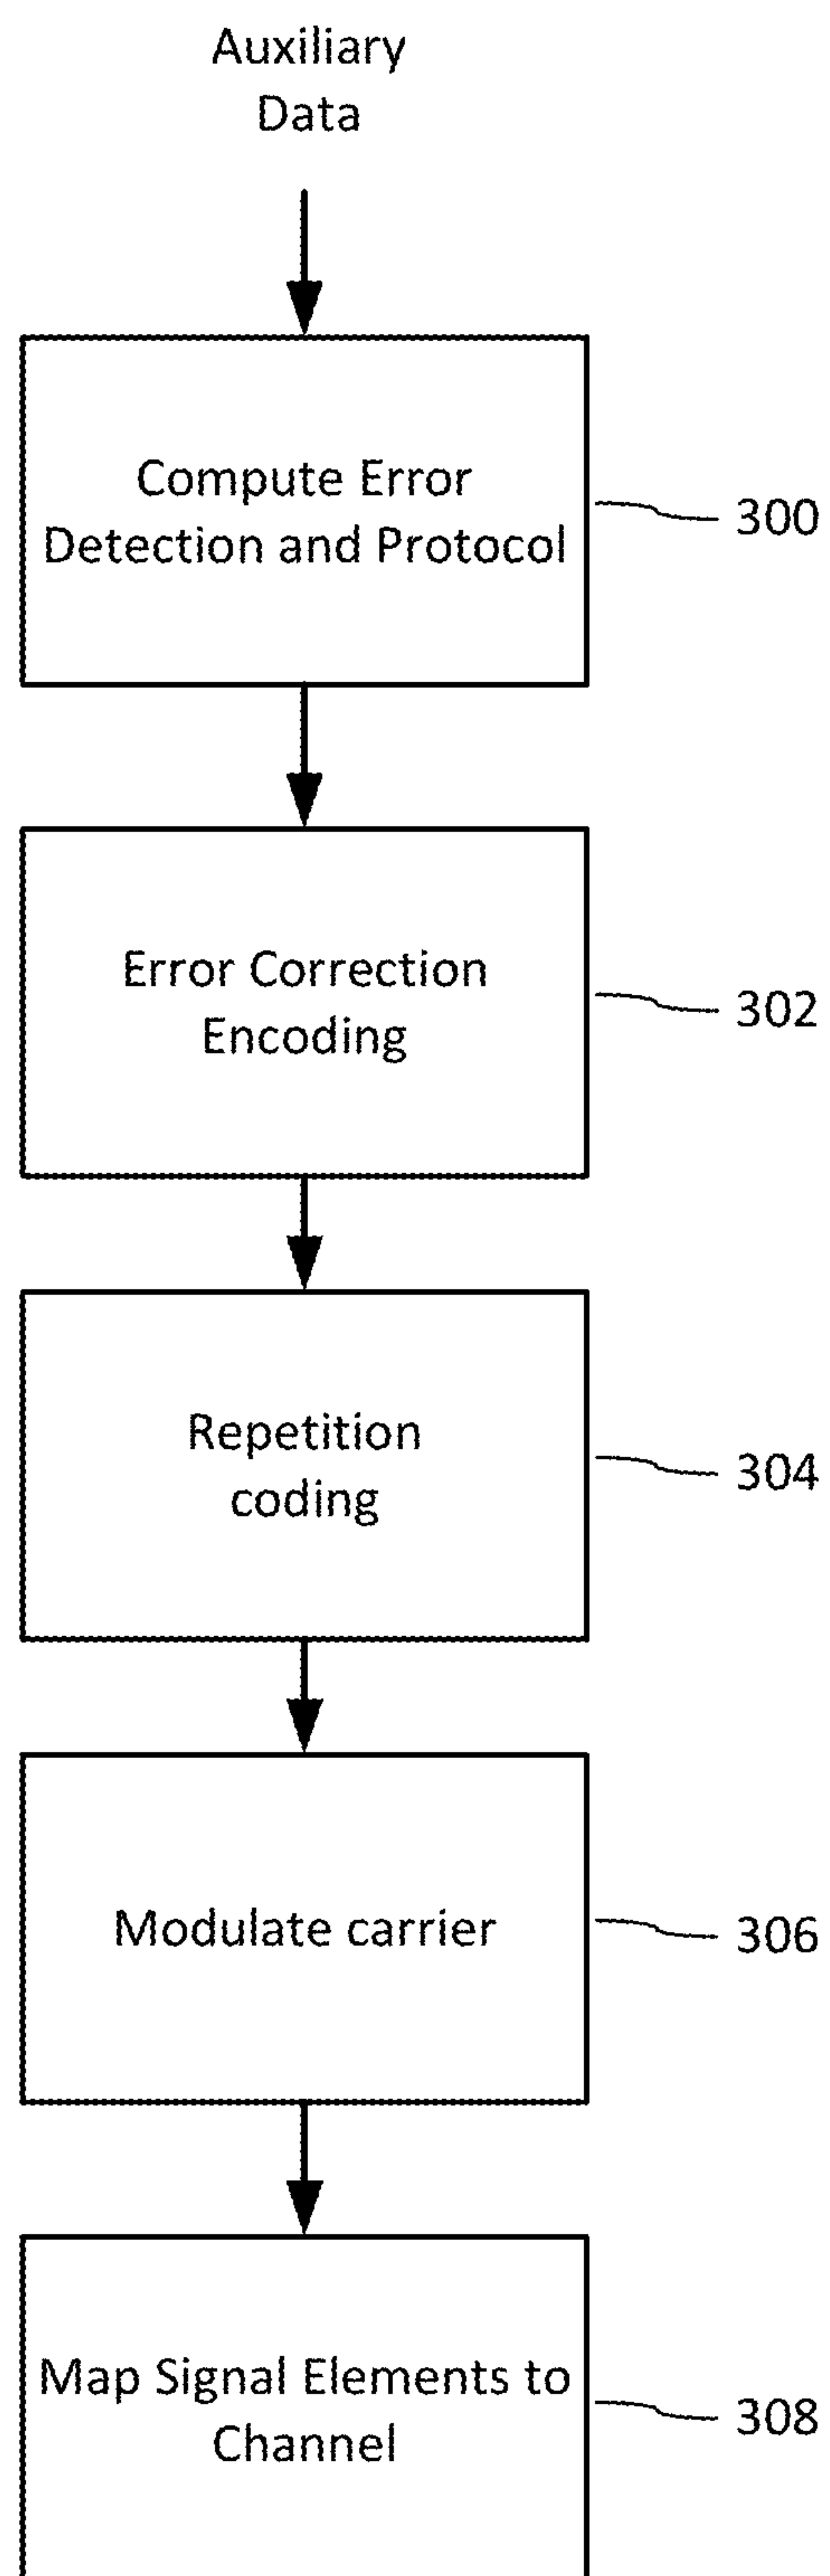 Auxiliary
Data
Compute Error
Detection and Protocol
300
Error Correction
Encoding
302
Repetition
coding
304
Modulate carrier
306
Map Signal Elements to
Channel
308